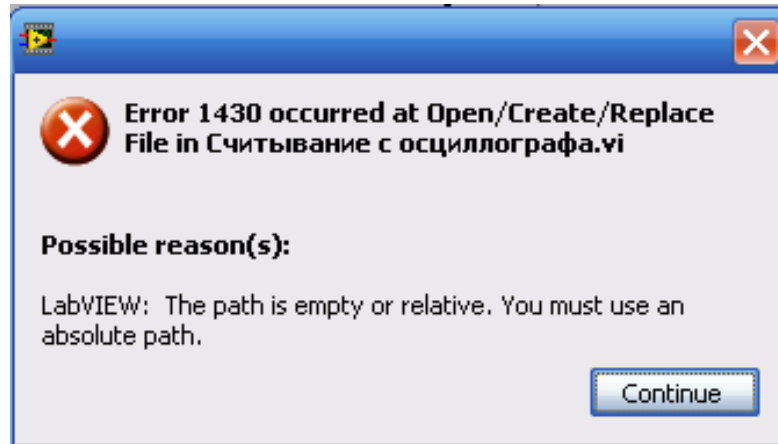 Error 1430 occurred at Open/Create/Replace
File in Считывание с осциллографа.vi
Possible reason(s):
LabVIEW:  The path is empty or relative. You must use an
absolute path.
Continue